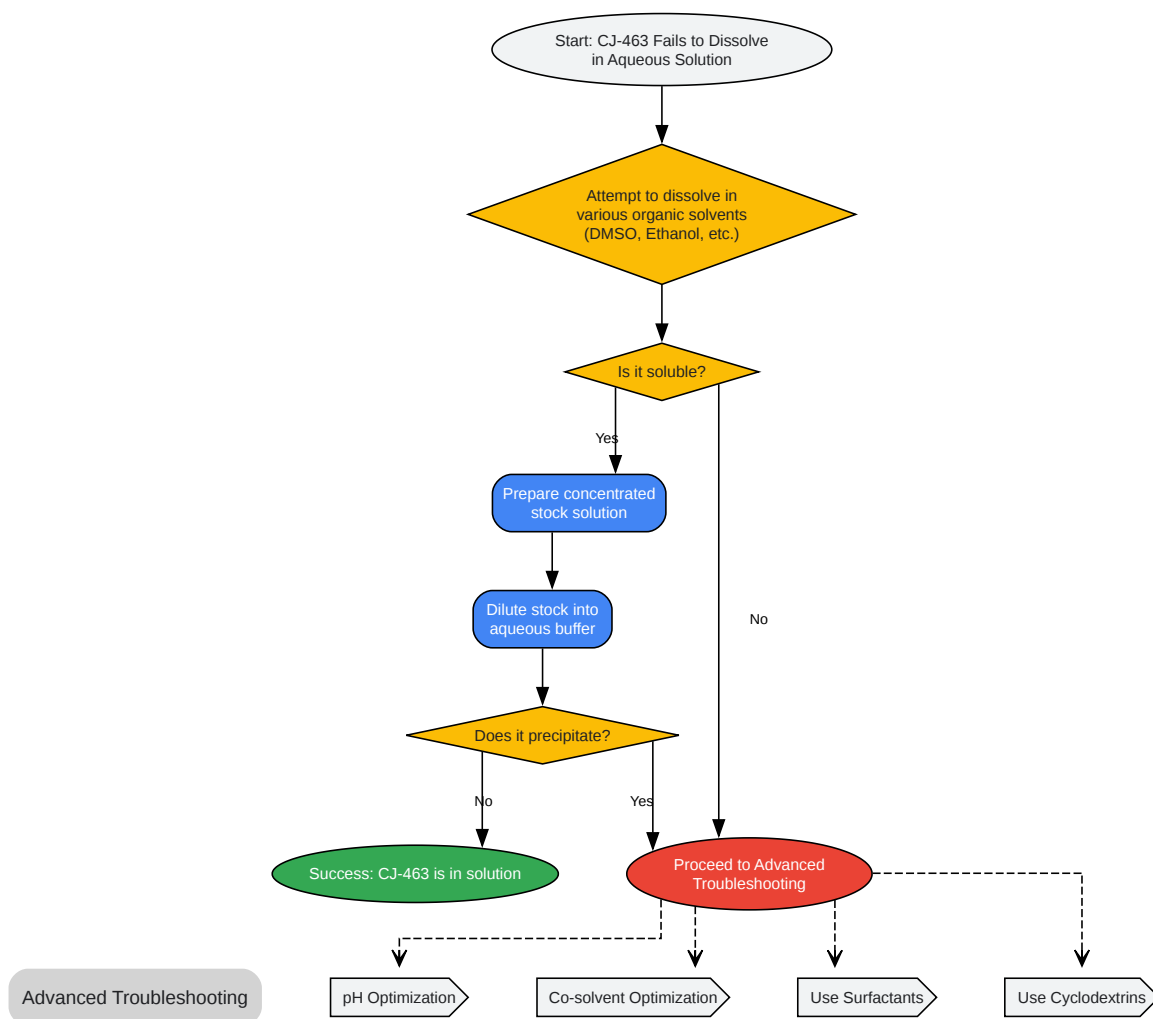 Start: CJ-463 Fails to Dissolve
in Aqueous Solution
Attempt to dissolve in
various organic solvents
(DMSO, Ethanol, etc.)
Is it soluble?
Yes
Prepare concentrated
stock solution
Dilute stock into
aqueous buffer
No
Does it precipitate?
No
Yes
Success: CJ-463 is in solution
Proceed to Advanced
Troubleshooting
Advanced Troubleshooting
pH Optimization
Co-solvent Optimization
Use Surfactants
Use Cyclodextrins